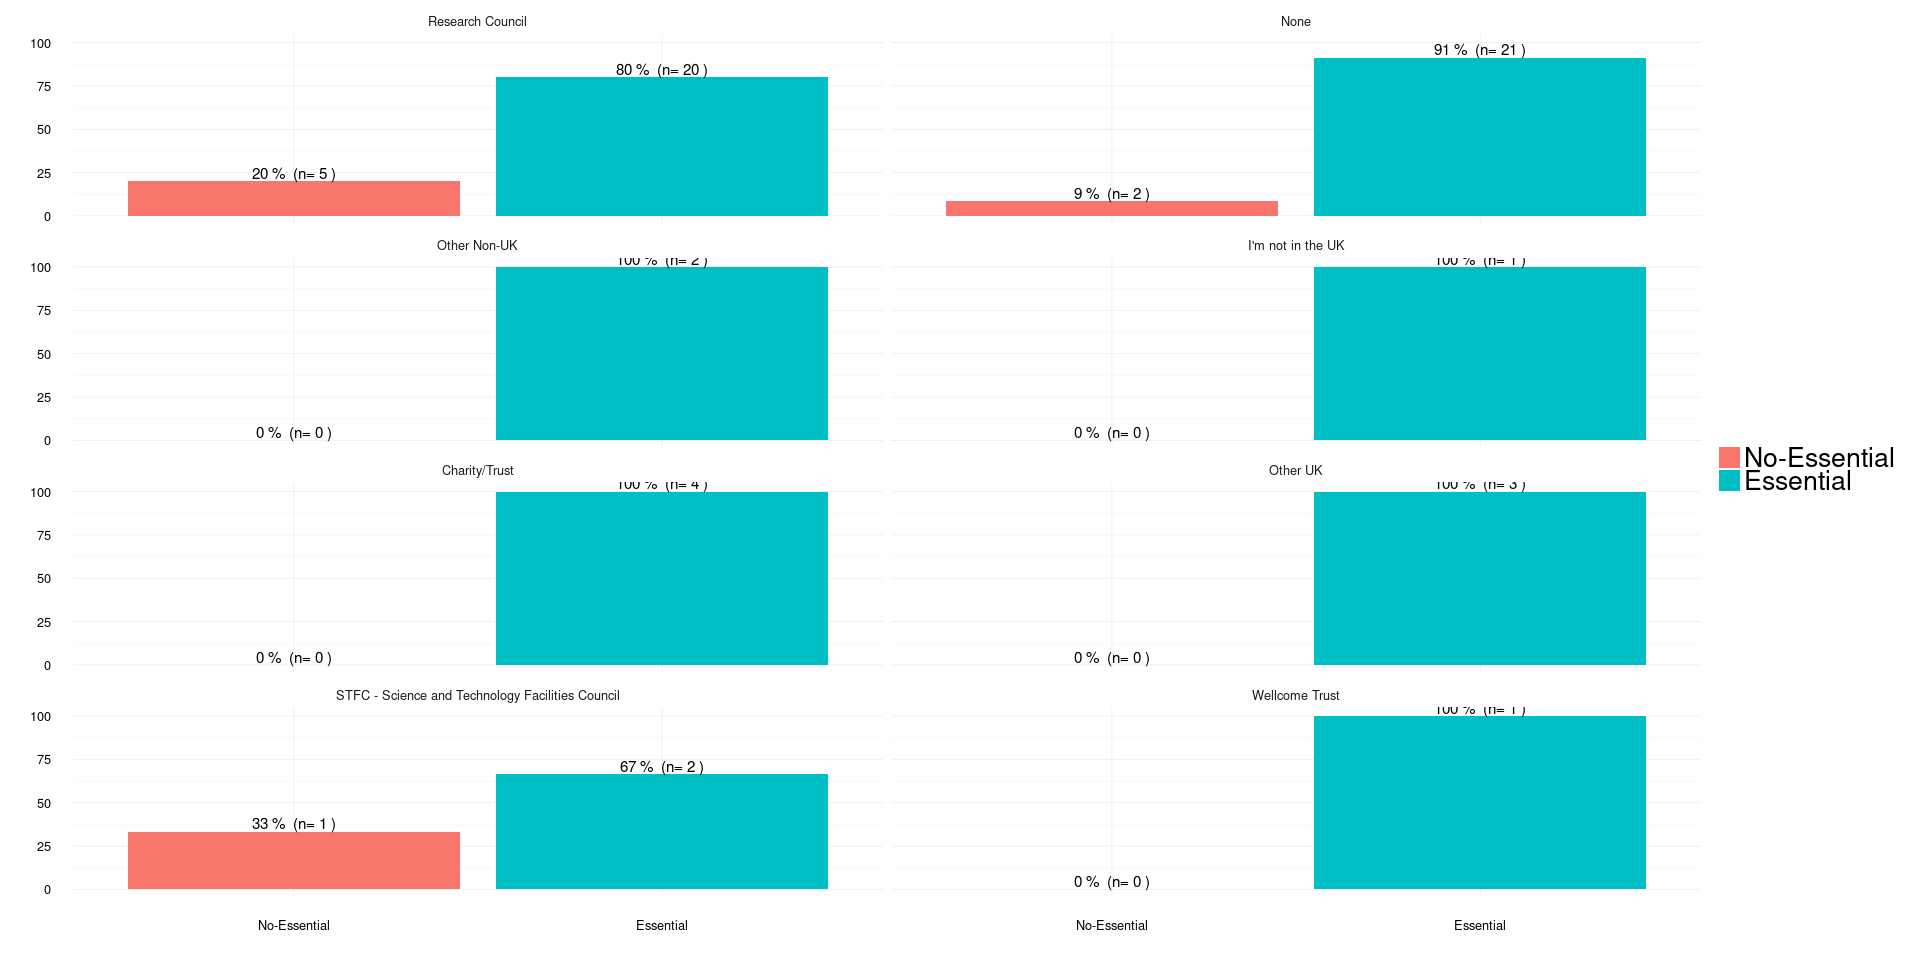 Research Council
100
75
50
25
0
20 % (n= 5 )
80 % (n= 20 )
None
9 % (n= 2 )
91 % (n= 21 )
Other Non-UK
100
75
50
25
0
0 % (n= 0 )
100 % (n= 2 )
I'm not in the UK
0 % (n= 0 )
100 % (n= 1 )
Charity/Trust
100
75
50
25
0
0 % (n= 0 )
100 % (n= 4 )
Other UK
0 % (n= 0 )
100 % (n= 3 )
STFC - Science and Technology Facilities Council
100
75
50
25
0
33 % (n= 1 )
67 % (n= 2 )
Wellcome Trust
0 % (n= 0 )
100 % (n= 1 )
No-Essential
Essential
No-Essential
Essential
No-Essential
Essential